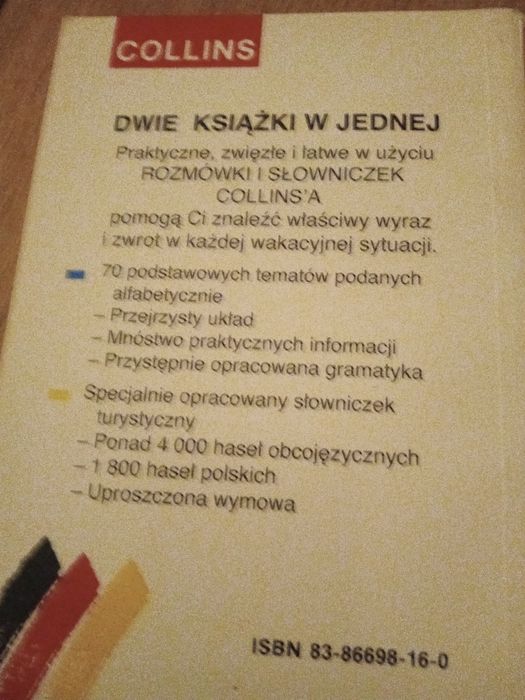 COLLINS
DWIE KSIĄŻKI W JEDNEJ
Praktyczne, zwięzłe i łatwe w użyciu
ROZMÓWKI I SŁOWNICZEK
COLLINS'A
pomogą Ci znaleźć właściwy wyraz
i zwrot w każdej wakacyjnej sytuacji.
70 podstawowych tematów podanych
alfabetycznie
– Przejrzysty układ
– Mnóstwo praktycznych informacji
– Przystępnie opracowana gramatyka
Specjalnie opracowany słowniczek
turystyczny
– Ponad 4 000 haseł obcojęzycznych
– 1 800 haseł polskich
– Uproszczona wymowa
ISBN 83-86698-16-0